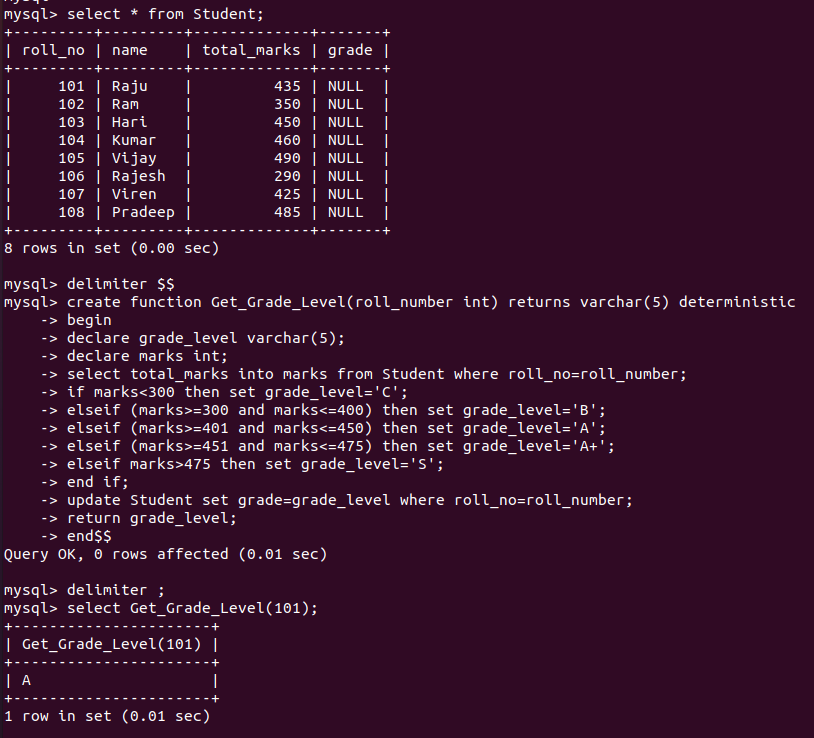 mysql> select * from Student;
+---------+---------+-------------+-------+
| roll_no | name    | total_marks | grade |
+---------+---------+-------------+-------+
|     101 | Raju    |         435 | NULL  |
|     102 | Ram     |         350 | NULL  |
|     103 | Hari    |         450 | NULL  |
|     104 | Kumar   |         460 | NULL  |
|     105 | Vijay   |         490 | NULL  |
|     106 | Rajesh  |         290 | NULL  |
|     107 | Viren   |         425 | NULL  |
|     108 | Pradeep |         485 | NULL  |
+---------+---------+-------------+-------+
8 rows in set (0.00 sec)

mysql> delimiter $$
mysql> create function Get_Grade_Level(roll_number int) returns varchar(5) deterministic
    -> begin
    -> declare grade_level varchar(5);
    -> declare marks int;
    -> select total_marks into marks from Student where roll_no=roll_number;
    -> if marks<300 then set grade_level='C';
    -> elseif (marks>=300 and marks<=400) then set grade_level='B';
    -> elseif (marks>=401 and marks<=450) then set grade_level='A';
    -> elseif (marks>=451 and marks<=475) then set grade_level='A+';
    -> elseif marks>475 then set grade_level='S';
    -> end if;
    -> update Student set grade=grade_level where roll_no=roll_number;
    -> return grade_level;
    -> end$$
Query OK, 0 rows affected (0.01 sec)

mysql> delimiter ;
mysql> select Get_Grade_Level(101);
+----------------------+
| Get_Grade_Level(101) |
+----------------------+
| A                    |
+----------------------+
1 row in set (0.01 sec)